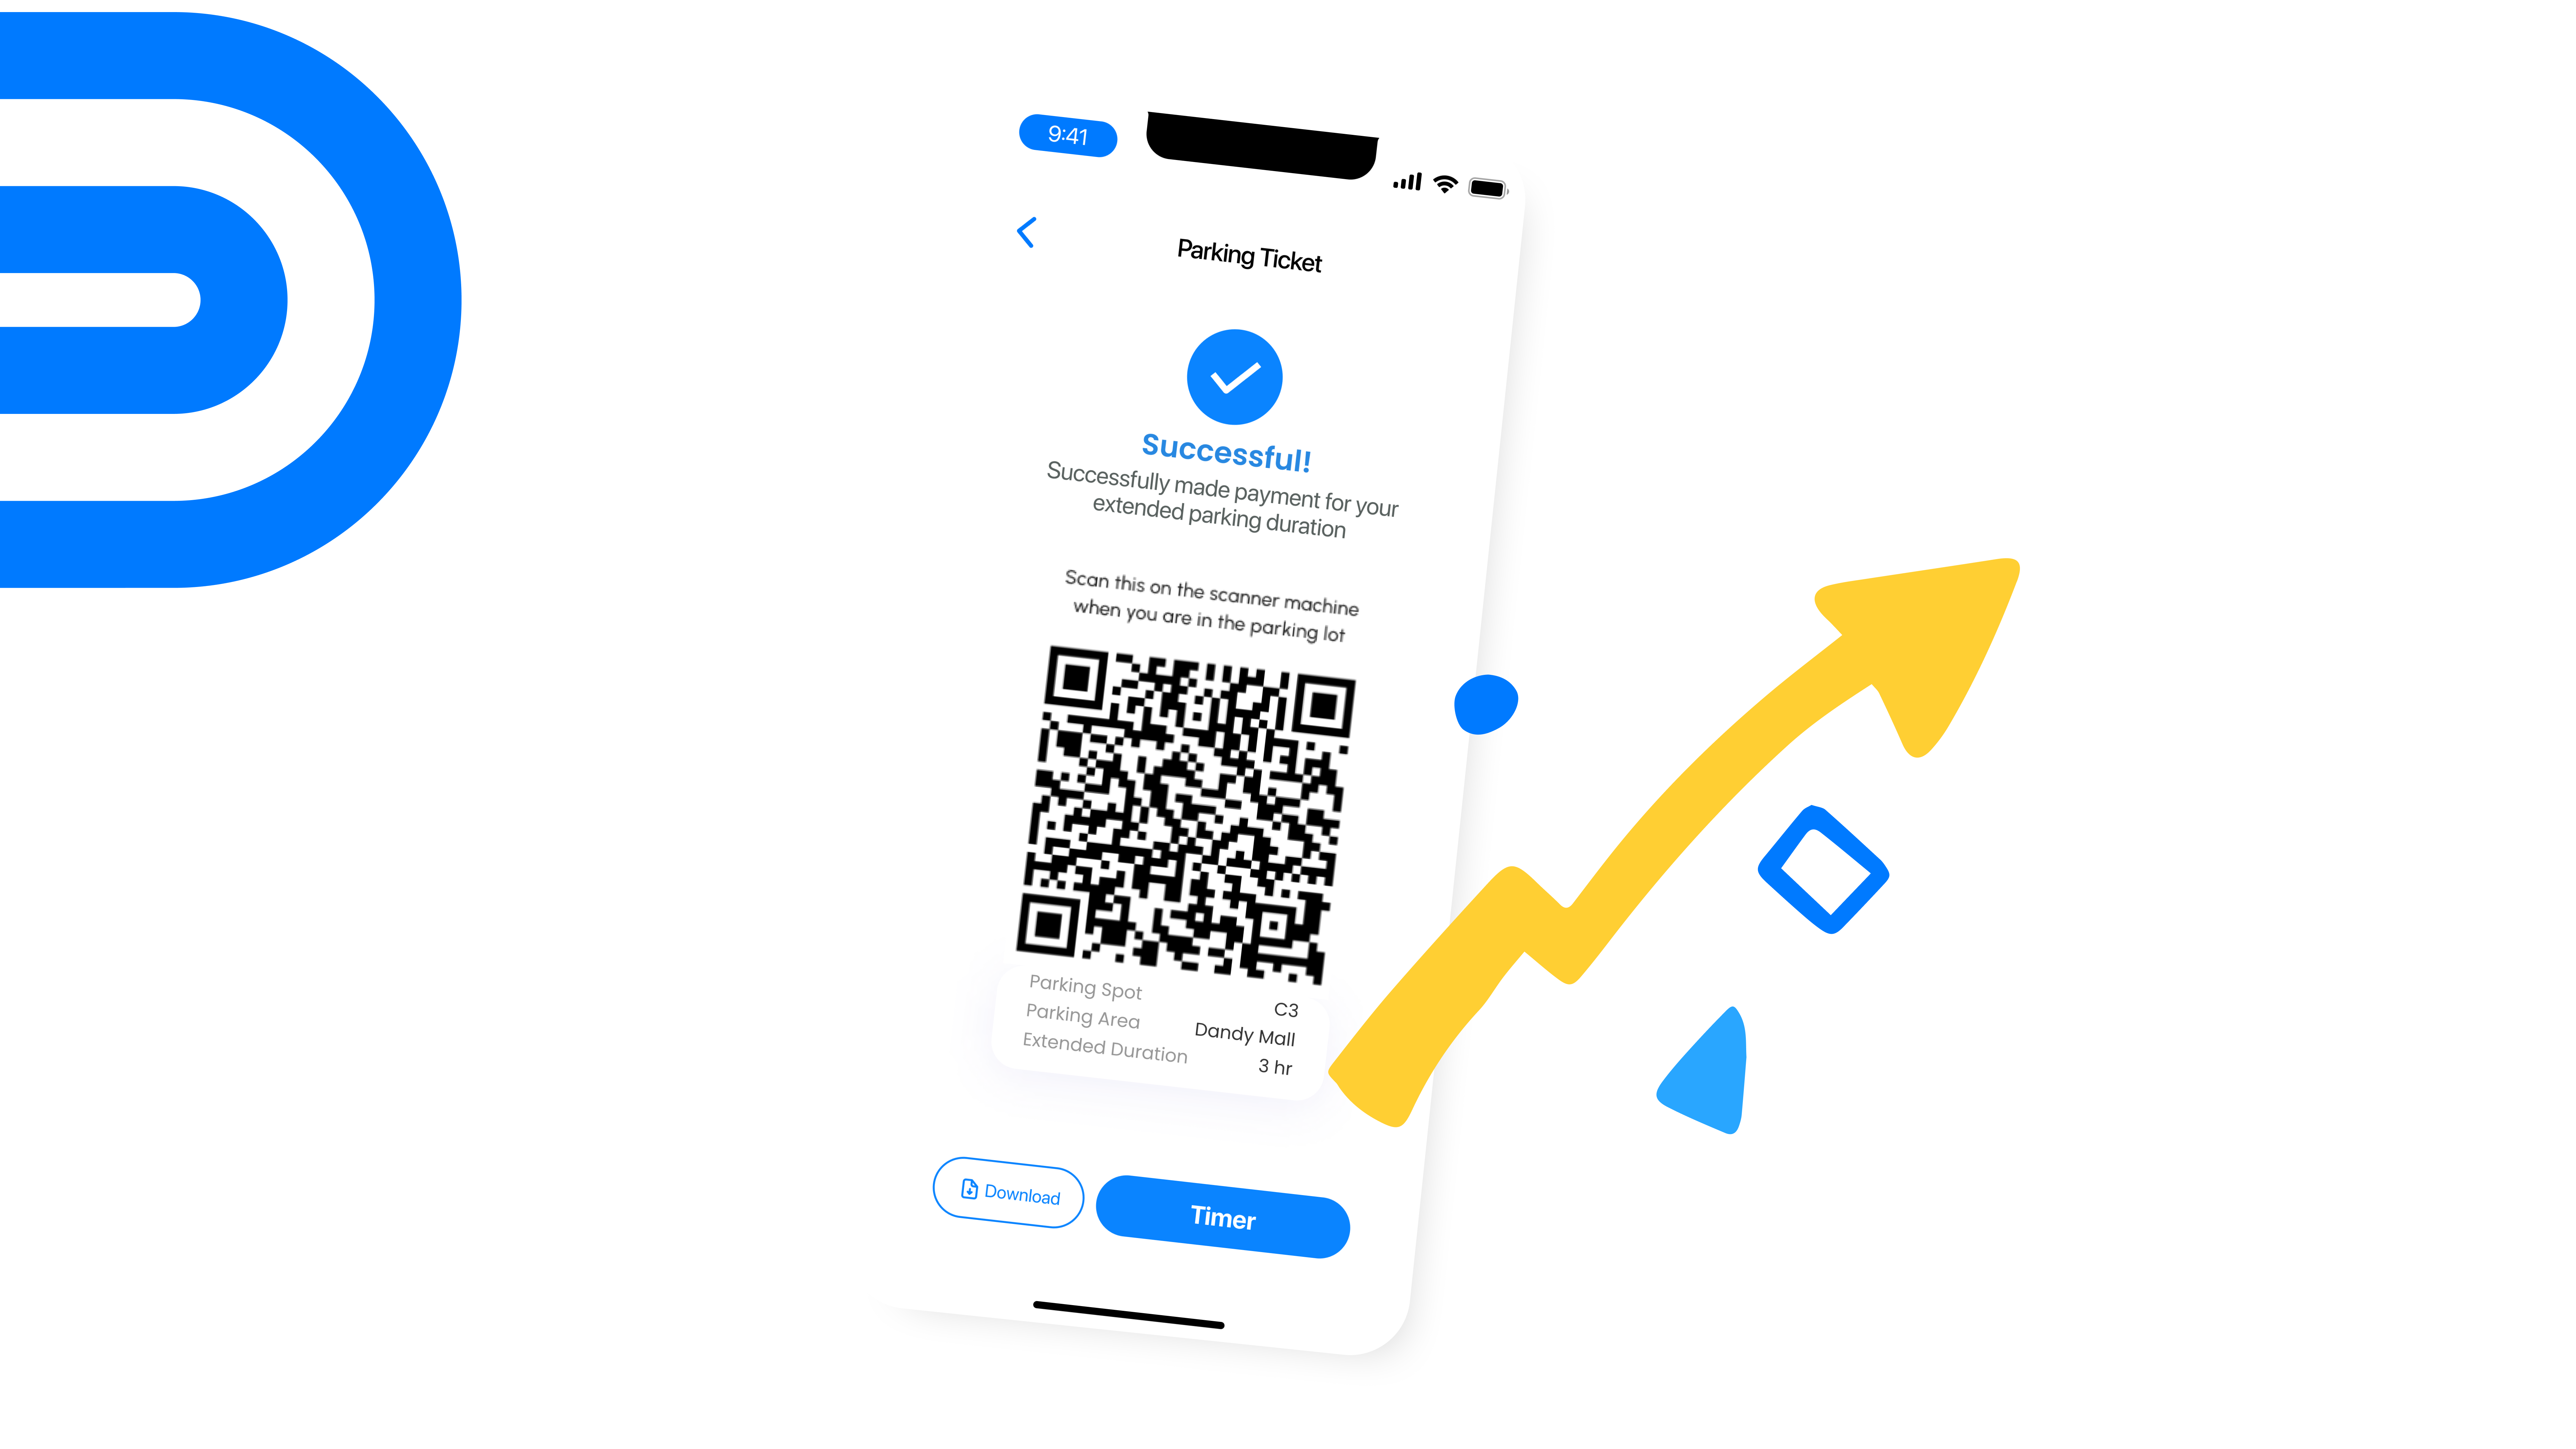 9:41
Parking Ticket
Successful!
Successfully made payment for your
extended parking duration
Scan this on the scanner machine
when you are in the parking lot
Parking Spot C3
Parking Area Dandy Mall
Extended Duration 3 hr
Download
Timer